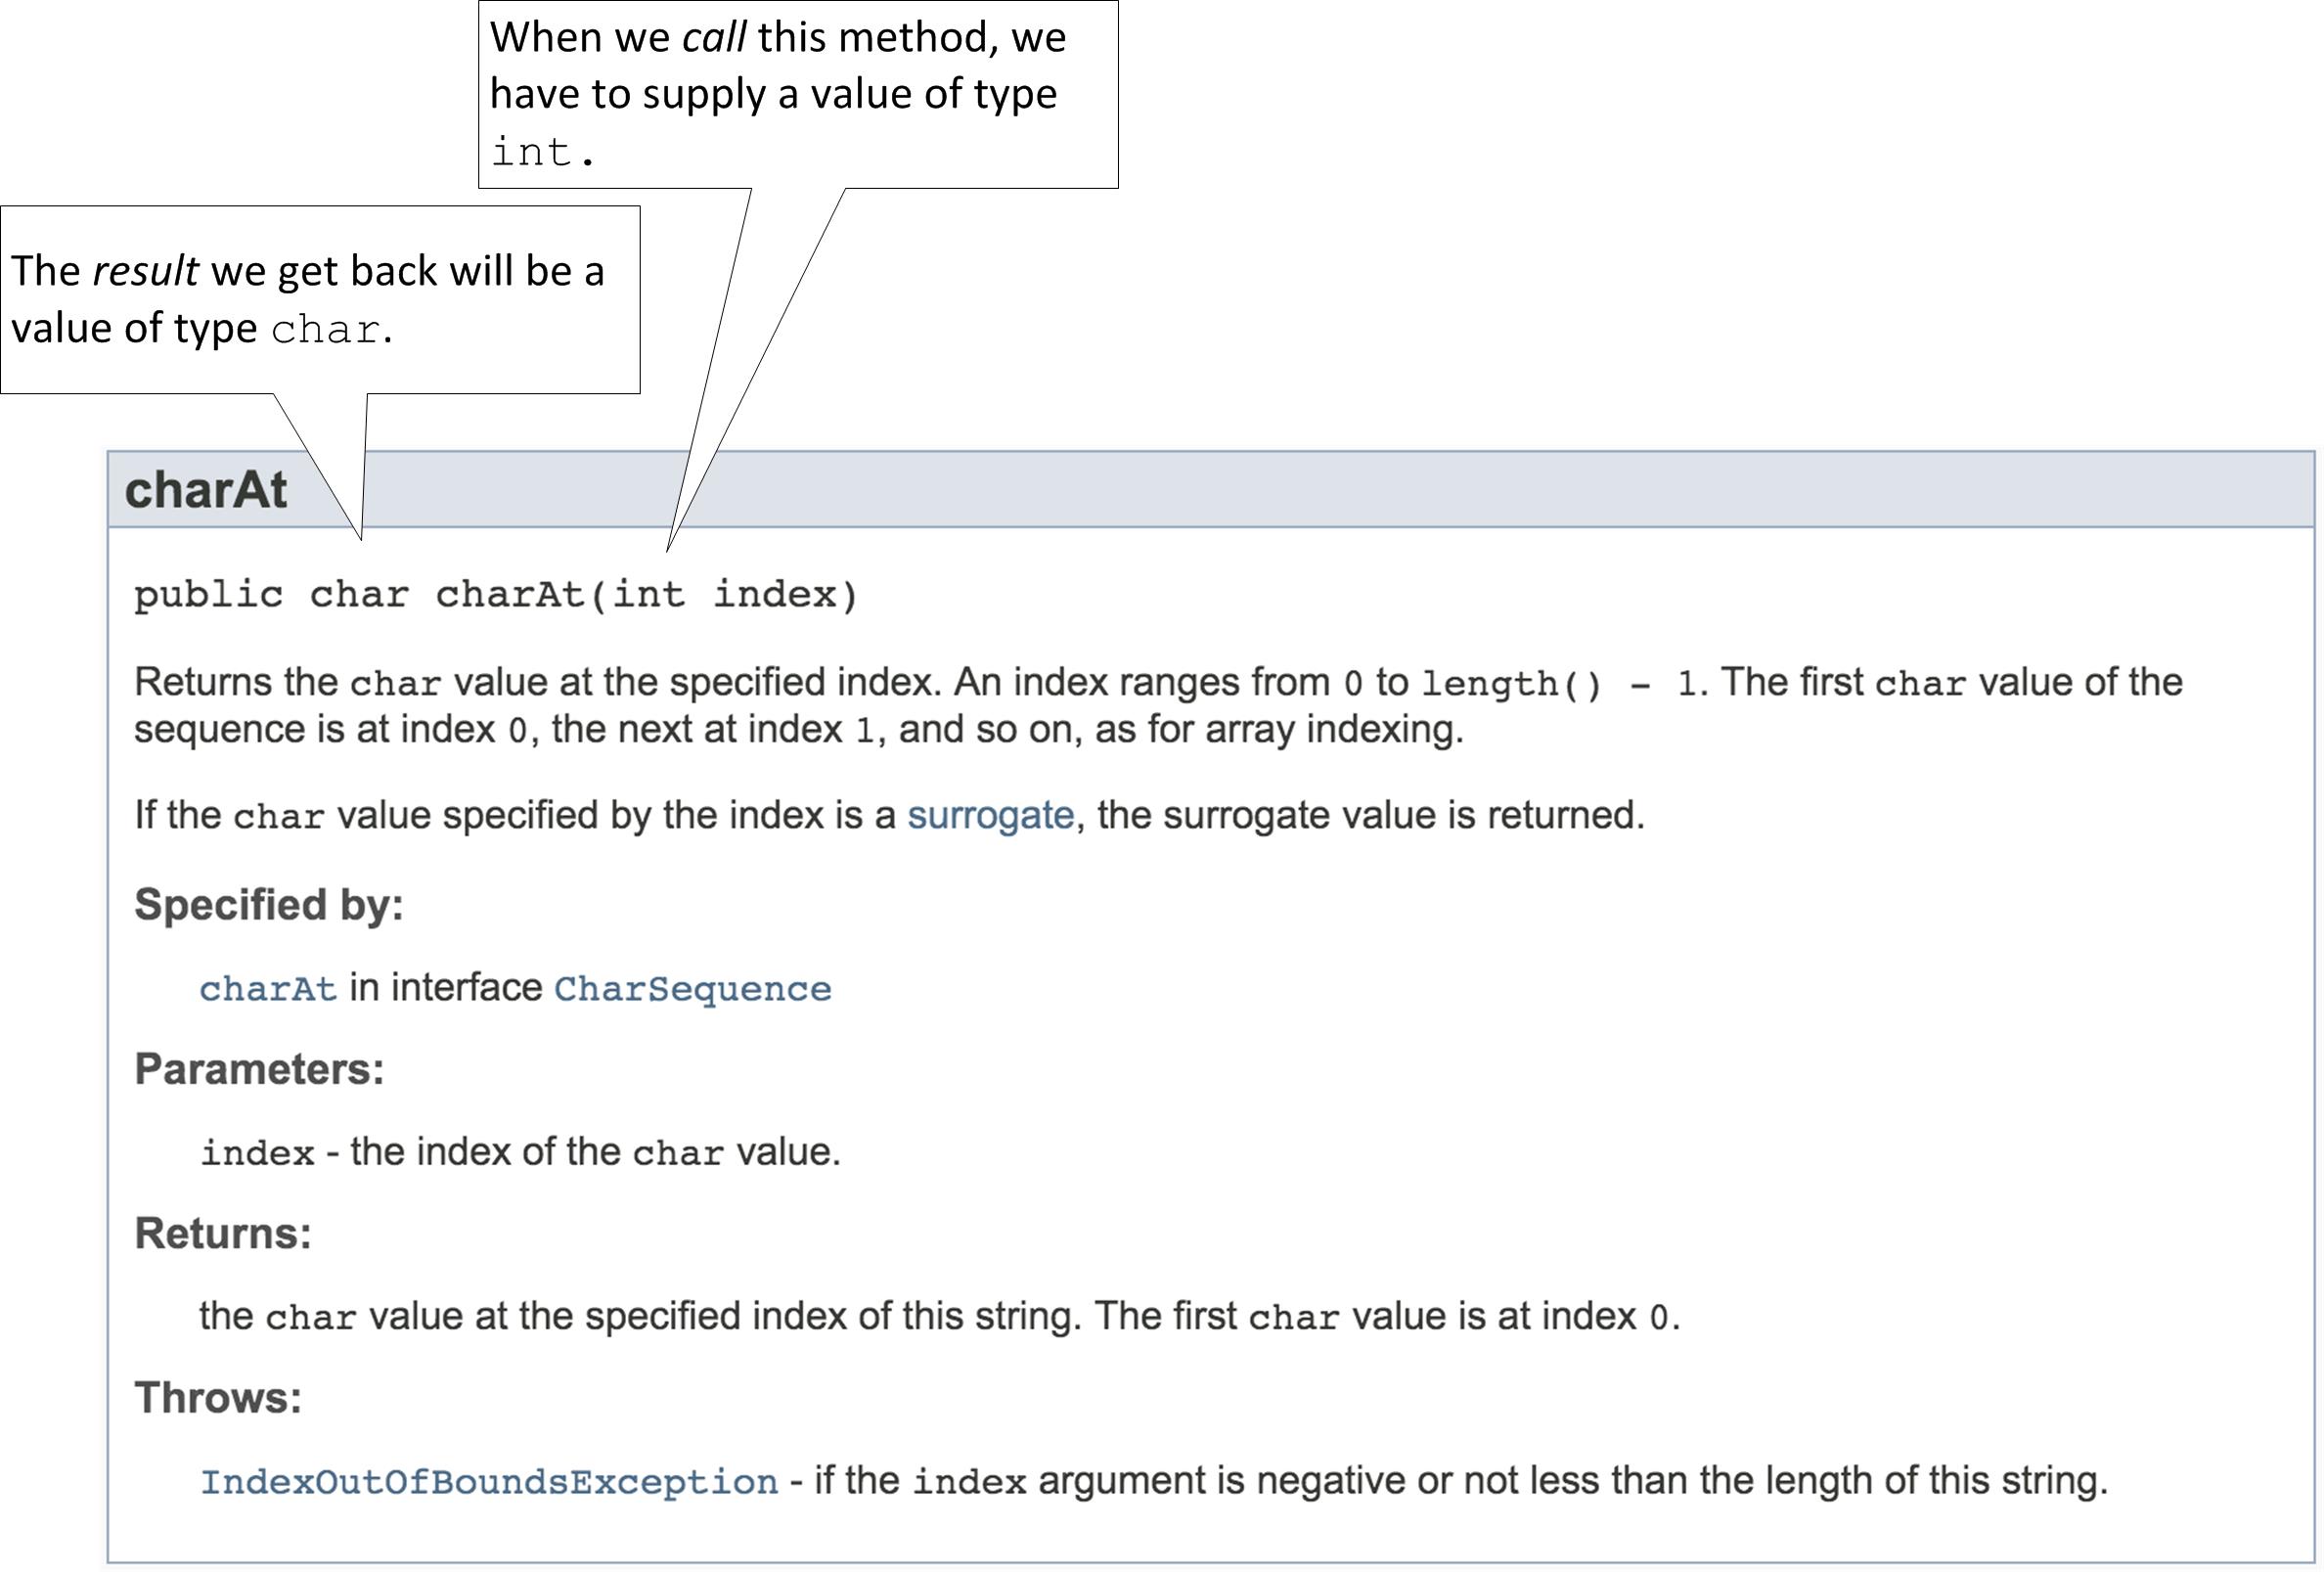 When we call this method, we
have to supply a value of type
int.
The result we get back will be a
value of type char.
charAt
public char charAt(int index)
Returns the char value at the specified index. An index ranges from 0 to length() - 1. The first char value of the
sequence is at index 0, the next at index 1, and so on, as for array indexing.
If the char value specified by the index is a surrogate, the surrogate value is returned.
Specified by:
charAt in interface CharSequence
Parameters:
index - the index of the char value.
Returns:
the char value at the specified index of this string. The first char value is at index 0.
Throws:
IndexOutOfBoundsException - if the index argument is negative or not less than the length of this string.